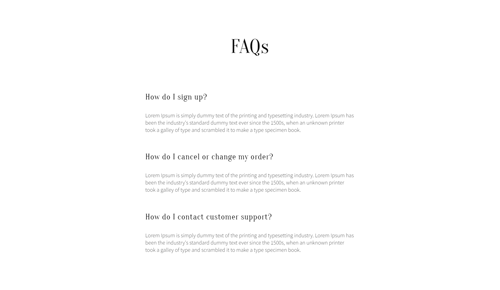 FAQs
How do I sign up?
Lorem Ipsum is simply dummy text of the printing and typesetting industry. Lorem Ipsum has
been the industry's standard dummy text ever since the 1500s, when an unknown printer
took a galley of type and scrambled it to make a type specimen book.
How do I cancel or change my order?
Lorem Ipsum is simply dummy text of the printing and typesetting industry. Lorem Ipsum has
been the industry's standard dummy text ever since the 1500s, when an unknown printer
took a galley of type and scrambled it to make a type specimen book.
How do I contact customer support?
Lorem Ipsum is simply dummy text of the printing and typesetting industry. Lorem Ipsum has
been the industry's standard dummy text ever since the 1500s, when an unknown printer
took a galley of type and scrambled it to make a type specimen book.